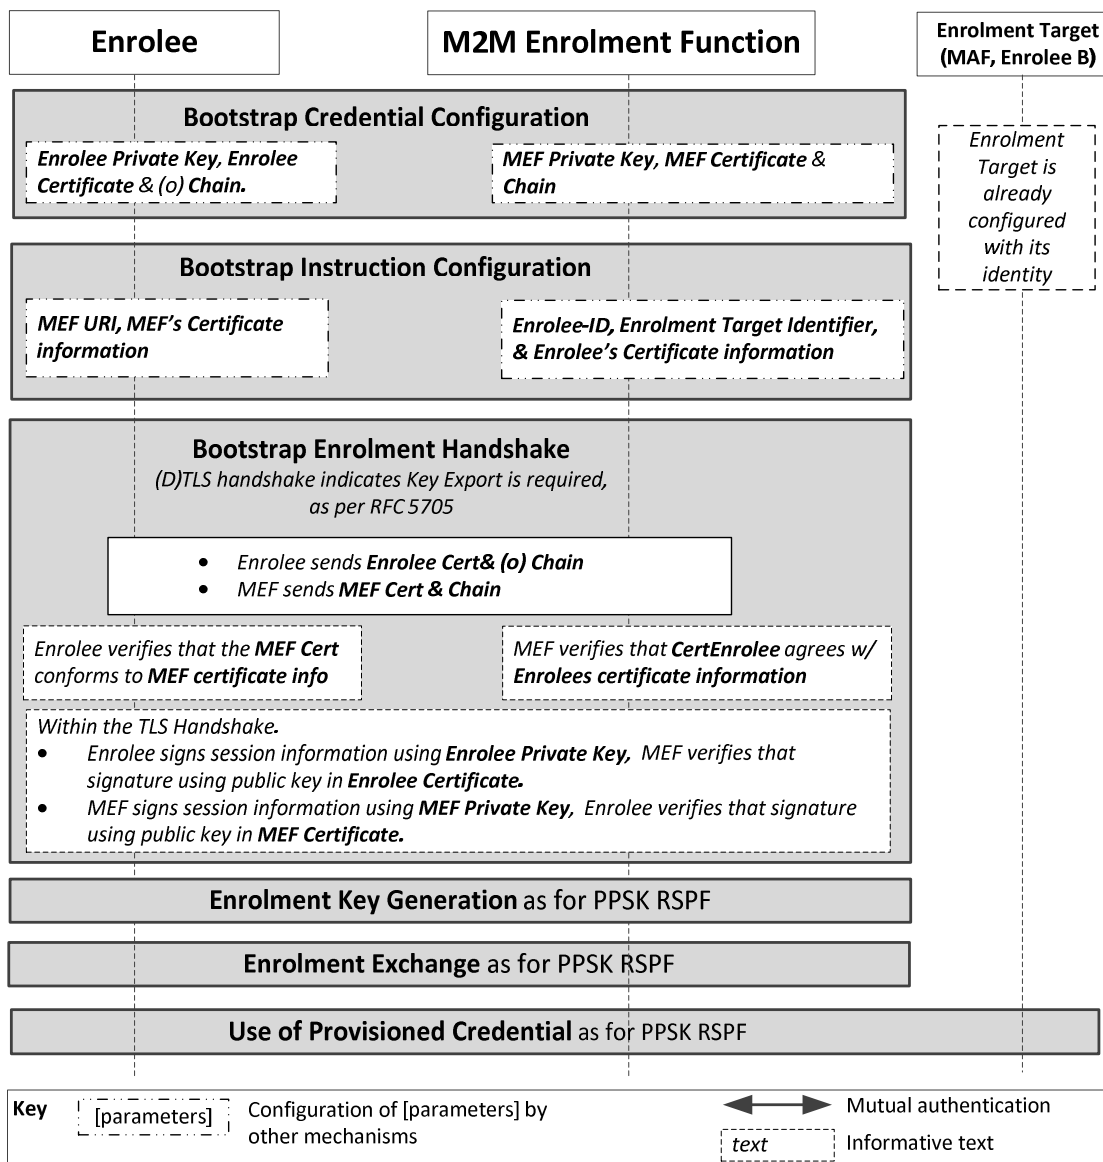 Enrolee
M2M Enrolment Function
Enrolment Target
(MAF, Enrolee B)
Bootstrap Credential Configuration
Enrolee Private Key, Enrolee
Certificate & (o) Chain.
MEF Private Key, MEF Certificate &
Chain
Enrolment
Target is
already
configured
with its
identity
Bootstrap Instruction Configuration
MEF URI, MEF's Certificate
information
Enrolee-ID, Enrolment Target Identifier,
& Enrolee's Certificate information
Bootstrap Enrolment Handshake
(D)TLS handshake indicates Key Export is required,
as per RFC 5705
• Enrolee sends Enrolee Cert& (o) Chain
• MEF sends MEF Cert & Chain
Enrolee verifies that the MEF Cert
conforms to MEF certificate info
MEF verifies that CertEnrolee agrees w/
Enrolees certificate information
Within the TLS Handshake.
• Enrolee signs session information using Enrolee Private Key, MEF verifies that
signature using public key in Enrolee Certificate.
• MEF signs session information using MEF Private Key, Enrolee verifies that signature
using public key in MEF Certificate.
Enrolment Key Generation as for PPSK RSPF
Enrolment Exchange as for PPSK RSPF
Use of Provisioned Credential as for PPSK RSPF
Key
[parameters]
Configuration of [parameters] by
other mechanisms
Mutual authentication
text
Informative text